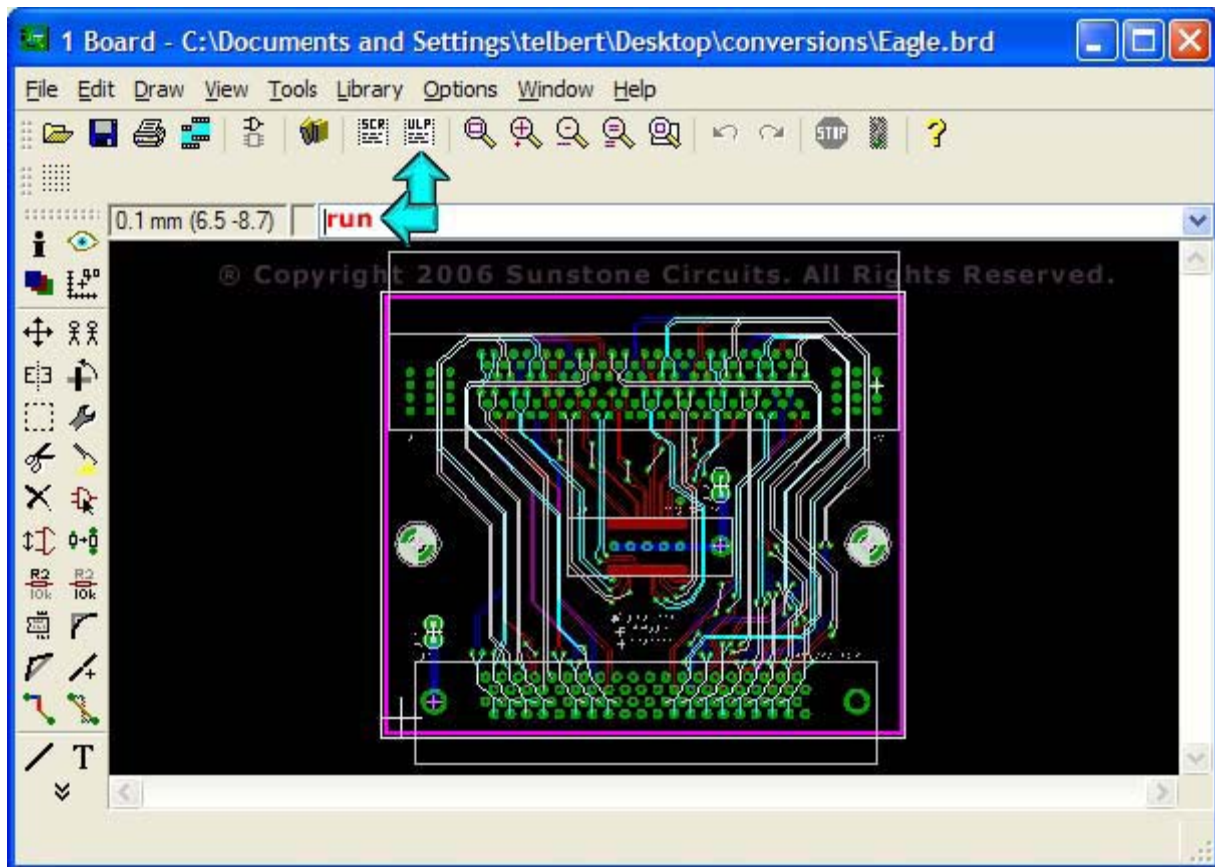 1 Board - C:\Documents and Settings\telbert\Desktop\conversions\Eagle.brd
File Edit Draw View Tools Library Options Window Help
SCR ULP STOP ?
0.1 mm (6.5 -8.7) run
® Copyright 2006 Sunstone Circuits. All Rights Reserved.
R2 R2
10k 10k
T